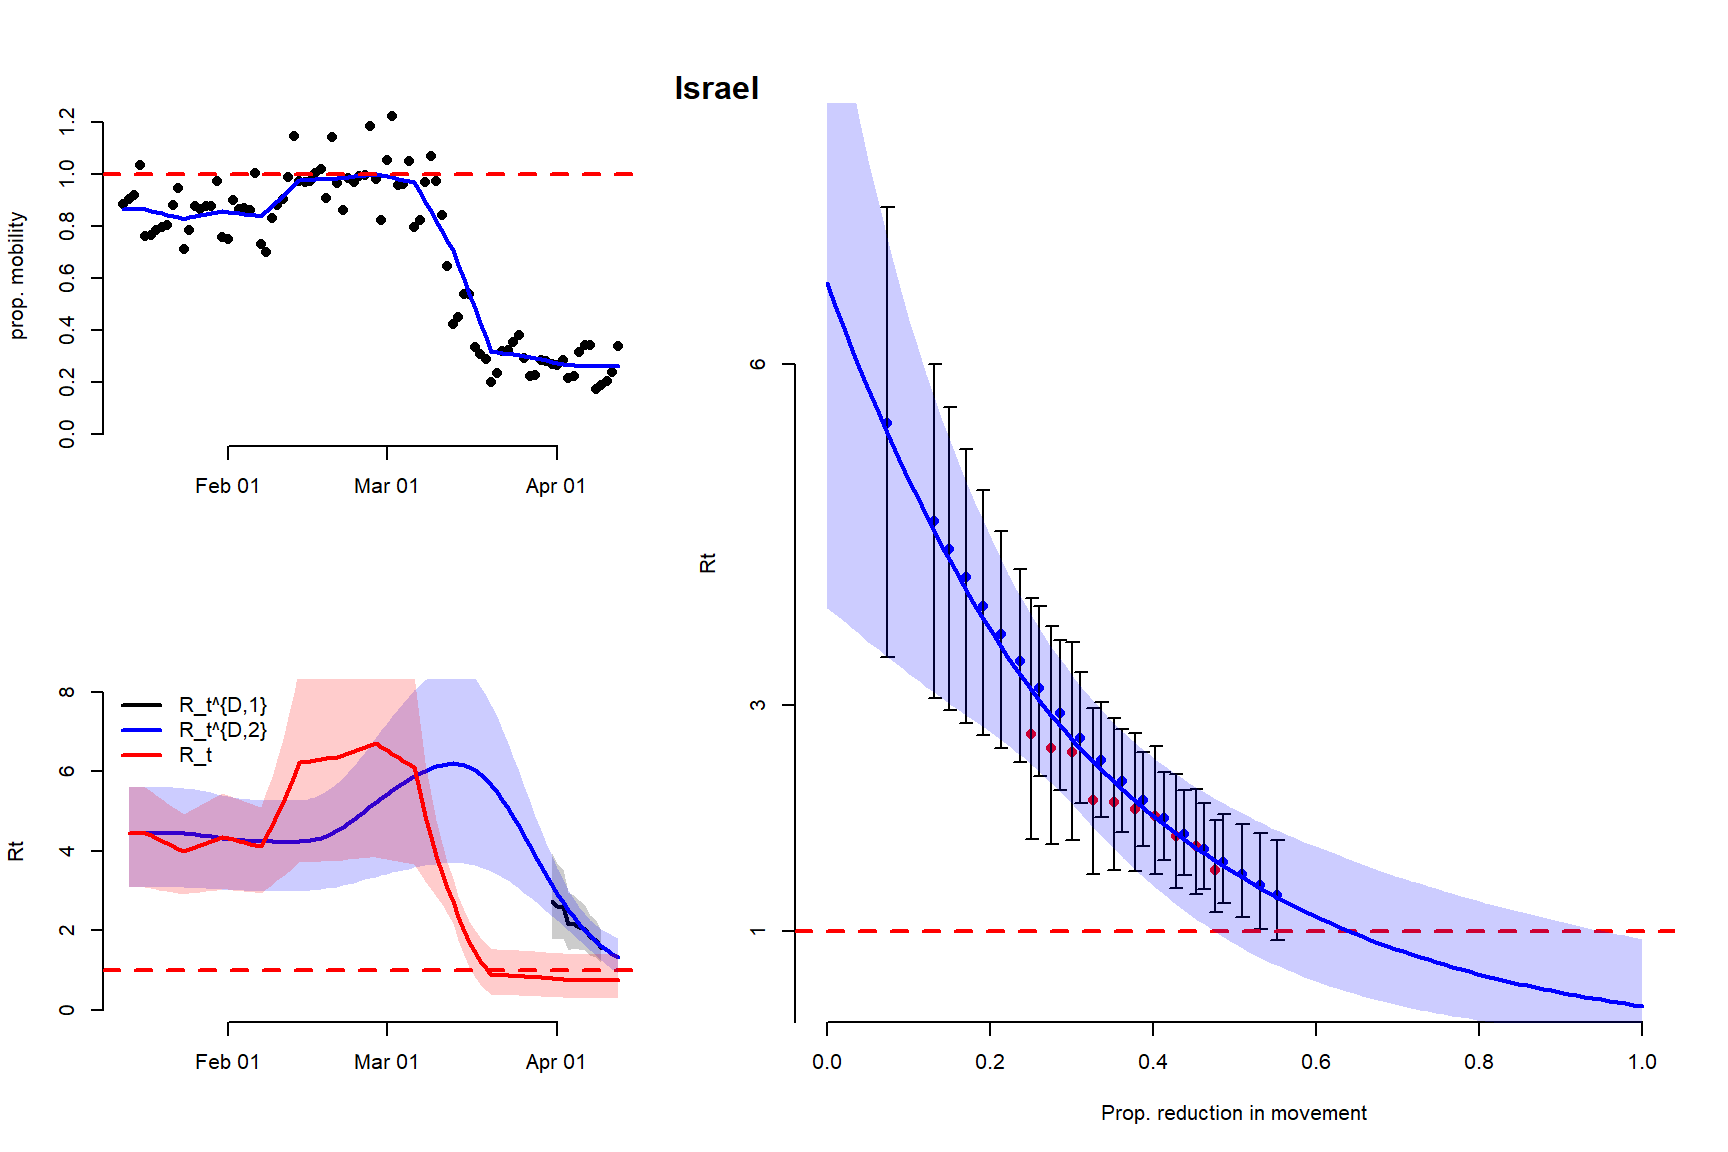 Israel
prop. mobility
1.2
1.0
0.8
0.6
0.4
0.2
0.0
Feb 01 Mar 01 Apr 01
Rt
8
6
4
2
0
R_t^{D,1}
R_t^{D,2}
R_t
Feb 01 Mar 01 Apr 01
Rt
6
3
1
0.0 0.2 0.4 0.6 0.8 1.0
Prop. reduction in movement